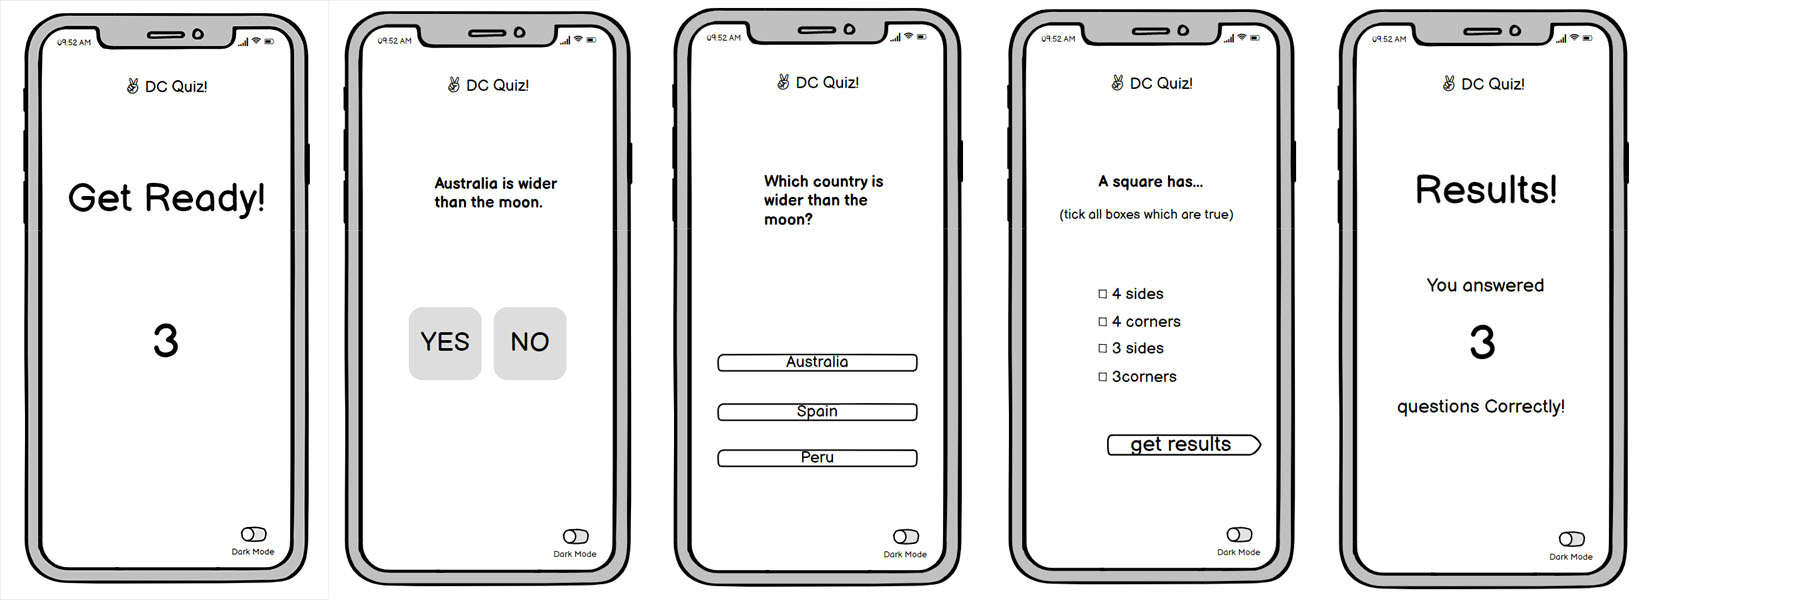 09:52 AM
✌ DC Quiz!
Get Ready!
3
Dark Mode
09:52 AM
✌ DC Quiz!
Australia is wider
than the moon.
YES NO
Dark Mode
09:52 AM
✌ DC Quiz!
Which country is
wider than the
moon?
Australia
Spain
Peru
Dark Mode
09:52 AM
✌ DC Quiz!
A square has...
(tick all boxes which are true)
☐ 4 sides
☐ 4 corners
☐ 3 sides
☐ 3corners
get results
Dark Mode
09:52 AM
✌ DC Quiz!
Results!
You answered
3
questions Correctly!
Dark Mode